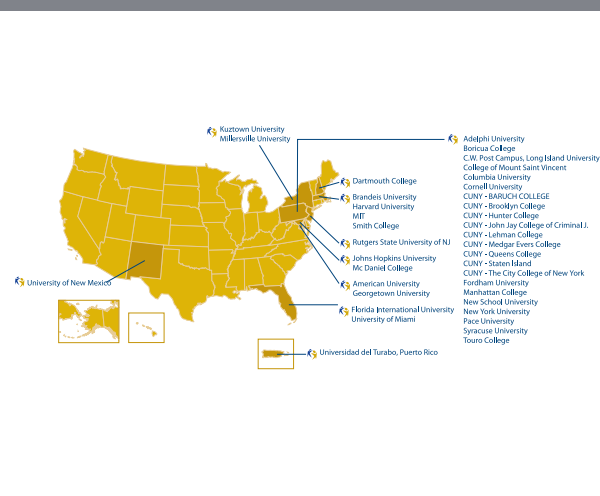 Kuztown University
Millersville University
Adelphi University
Boricua College
C.W. Post Campus, Long Island University
College of Mount Saint Vincent
Columbia University
Cornell University
CUNY - BARUCH COLLEGE
CUNY - Brooklyn College
CUNY - Hunter College
CUNY - John Jay College of Criminal J.
CUNY - Lehman College
CUNY - Medgar Evers College
CUNY - Queens College
CUNY - Staten Island
CUNY - The City College of New York
Fordham University
Manhattan College
New School University
New York University
Pace University
Syracuse University
Touro College
Dartmouth College
Brandeis University
Harvard University
MIT
Smith College
Rutgers State University of NJ
Johns Hopkins University
Mc Daniel College
American University
Georgetown University
University of New Mexico
Florida International University
University of Miami
Universidad del Turabo, Puerto Rico